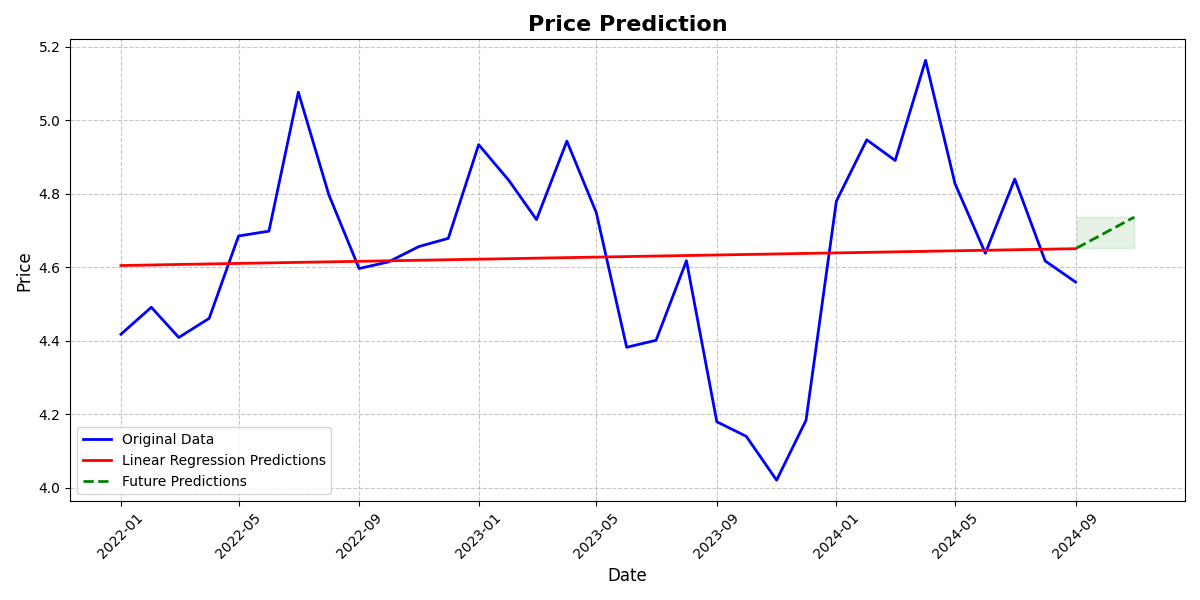 Price Prediction
Price
5.2
5.0
4.8
4.6
4.4
4.2
4.0
Original Data
Linear Regression Predictions
Future Predictions
2022-01
2022-05
2022-09
2023-01
2023-05
2023-09
2024-01
2024-05
2024-09
Date